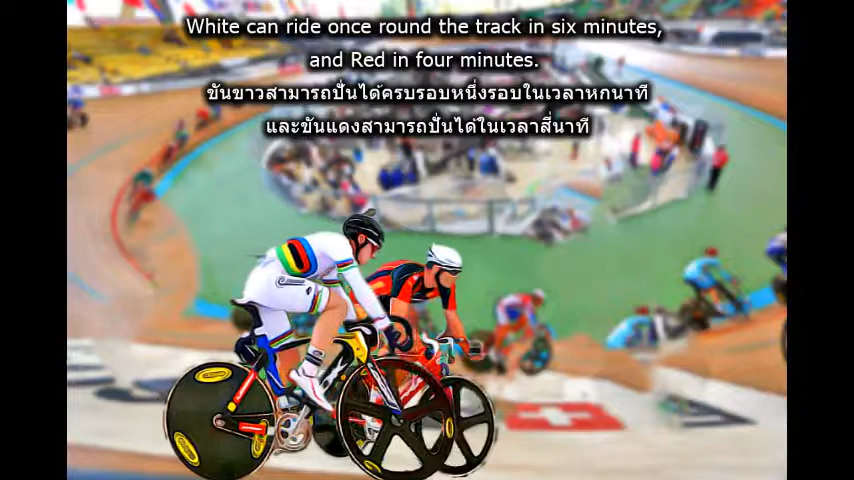 White can ride once round the track in six minutes,
and Red in four minutes.
ขันขาวสามารถปั่นได้ครบรอบหนึ่งรอบในเวลาหกนาที
และขันแดงสามารถปั่นได้ในเวลาสี่นาที